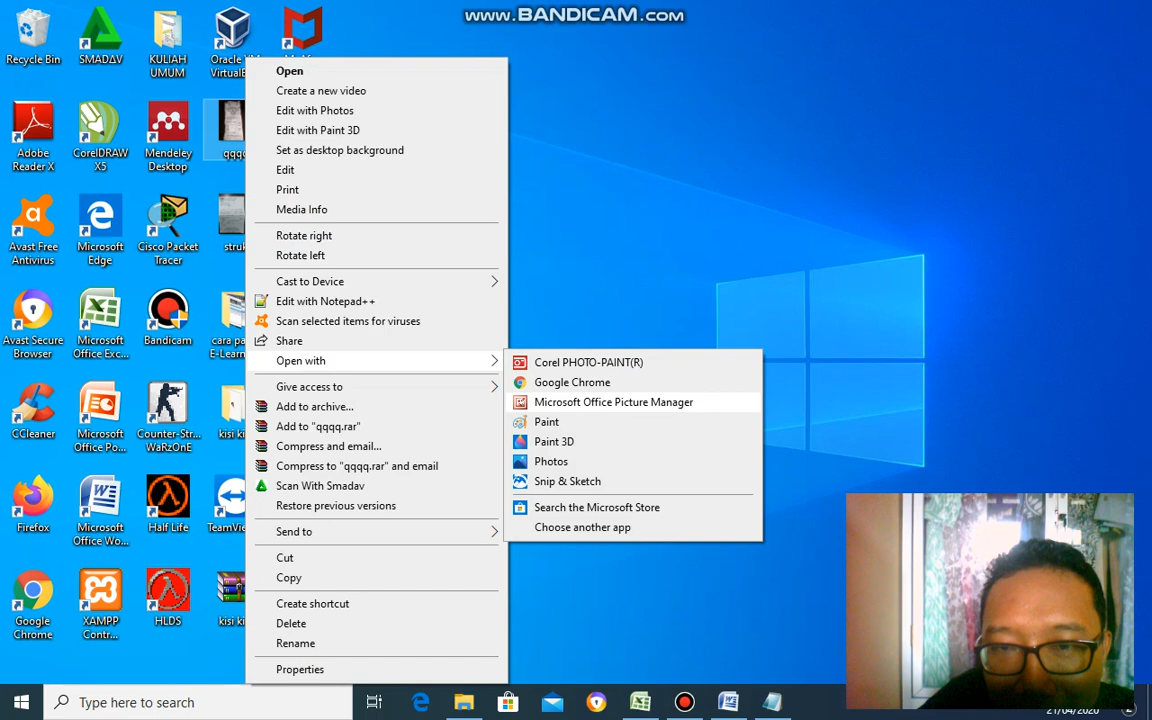 www.BANDICAM.com
Recycle Bin
SMADΔV
KULIAH
UMUM
Oracle VM
Adobe
Reader X
CorelDRAW
X5
Mendeley
Desktop
qqqq
Avast Free
Antivirus
Microsoft
Edge
Cisco Packet
Tracer
struk
Avast Secure
Browser
Microsoft
Office Exc...
Bandicam
cara pa
E-Learn
CCleaner
Microsoft
Office Po...
Counter-Str...
WaRzOnE
kisi ki
Firefox
Microsoft
Office Wo...
Half Life
TeamVie
Google
Chrome
XAMPP
Contr...
HLDS
kisi ki
Open
Create a new video
Edit with Photos
Edit with Paint 3D
Set as desktop background
Edit
Print
Media Info
Rotate right
Rotate left
Cast to Device
Edit with Notepad++
Scan selected items for viruses
Share
Open with
Give access to
Add to archive...
Add to "qqqq.rar"
Compress and email...
Compress to "qqqq.rar" and email
Scan With Smadav
Restore previous versions
Send to
Cut
Copy
Create shortcut
Delete
Rename
Properties
Corel PHOTO-PAINT(R)
Google Chrome
Microsoft Office Picture Manager
Paint
Paint 3D
Photos
Snip & Sketch
Search the Microsoft Store
Choose another app
Type here to search
21/04/2020